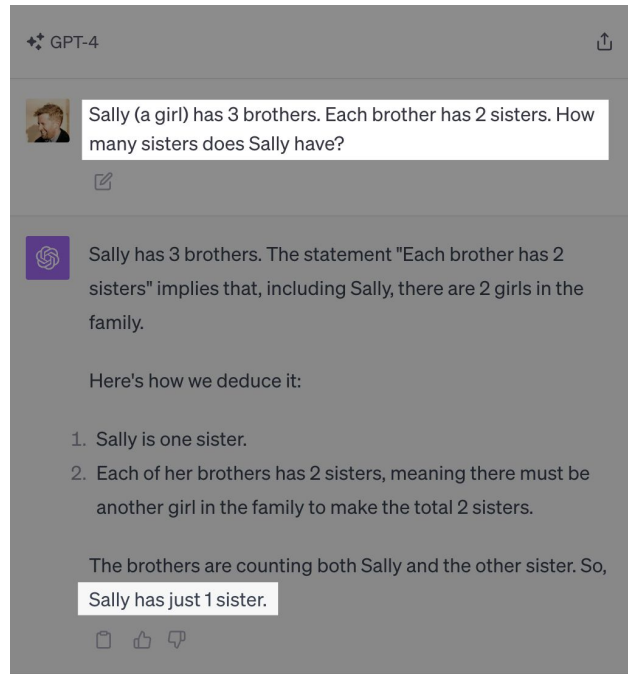 GPT-4
Sally (a girl) has 3 brothers. Each brother has 2 sisters. How
many sisters does Sally have?
Sally has 3 brothers. The statement "Each brother has 2
sisters" implies that, including Sally, there are 2 girls in the
family.
Here's how we deduce it:
1. Sally is one sister.
2. Each of her brothers has 2 sisters, meaning there must be
another girl in the family to make the total 2 sisters.
The brothers are counting both Sally and the other sister. So,
Sally has just 1 sister.